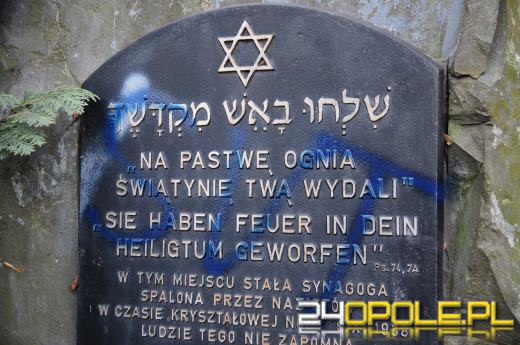 שִׁלְחוּ בָאֵשׁ מִקְדָּשֶׁךָ
„NA PASTWĘ OGNIA
ŚWIĄTYNIĘ TWĄ WYDALI"
„SIE HABEN FEUER IN DEIN
HEILIGTUM GEWORFEN"
Ps. 74, 7A
W TYM MIEJSCU STAŁA SYNAGOGA
SPALONA PRZEZ
W CZASIE KRYSZTAŁOWEJ
LUDZIE TEGO NIE ZAPOMNĄ
24OPOLE.PL